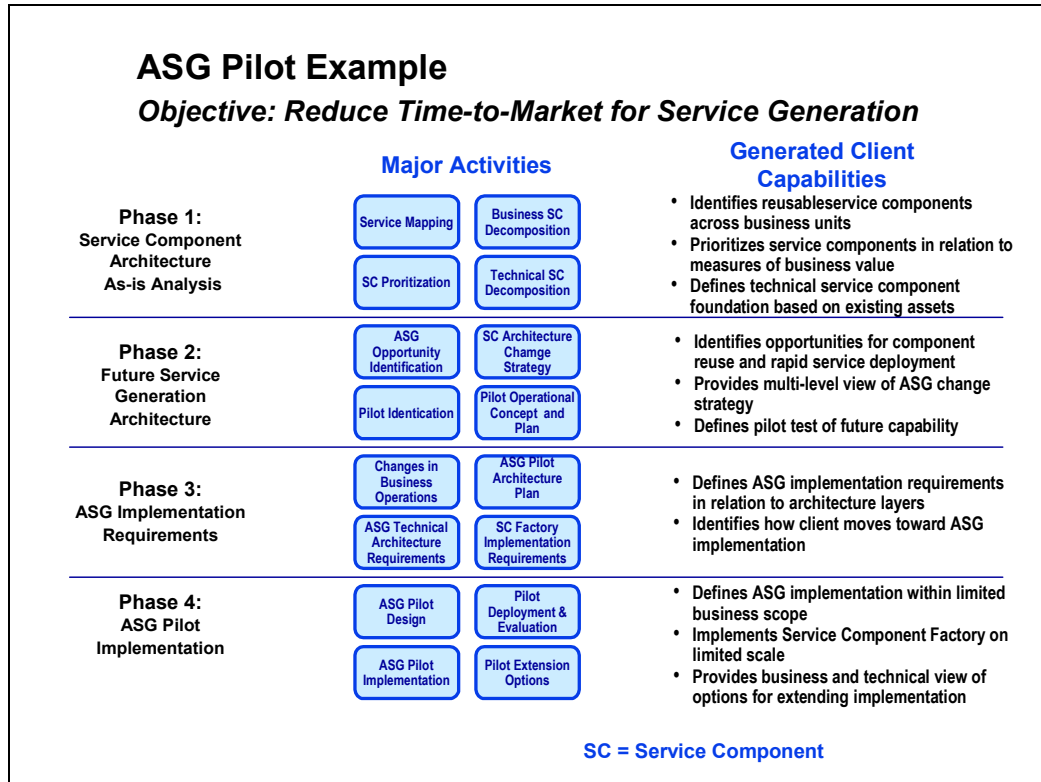 ASG Pilot Example
Objective: Reduce Time-to-Market for Service Generation
Major Activities
Generated Client
Capabilities
Phase 1:
Service Component
Architecture
As-is Analysis
Service Mapping
Business SC
Decomposition
SC Proritization
Technical SC
Decomposition
• Identifies reusableservice components
across business units
• Prioritizes service components in relation to
measures of business value
• Defines technical service component
foundation based on existing assets
Phase 2:
Future Service
Generation
Architecture
ASG
Opportunity
Identification
SC Architecture
Chamge
Strategy
Pilot Identication
Pilot Operational
Concept and
Plan
• Identifies opportunities for component
reuse and rapid service deployment
• Provides multi-level view of ASG change
strategy
• Defines pilot test of future capability
Phase 3:
ASG Implementation
Requirements
Changes in
Business
Operations
ASG Pilot
Architecture
Plan
ASG Technical
Architecture
Requirements
SC Factory
Implementation
Requirements
• Defines ASG implementation requirements
in relation to architecture layers
• Identifies how client moves toward ASG
implementation
Phase 4:
ASG Pilot
Implementation
ASG Pilot
Design
Pilot
Deployment &
Evaluation
ASG Pilot
Implementation
Pilot Extension
Options
• Defines ASG implementation within limited
business scope
• Implements Service Component Factory on
limited scale
• Provides business and technical view of
options for extending implementation
SC = Service Component